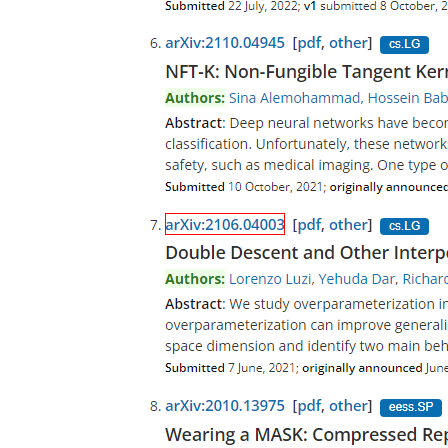 Submitted 22 July, 2022; v1 submitted 8 October, 2
6. arXiv:2110.04945 [pdf, other] cs.LG
NFT-K: Non-Fungible Tangent Ker
Authors: Sina Alemohammad, Hossein Bab
Abstract: Deep neural networks have becor
classification. Unfortunately, these network
safety, such as medical imaging. One type o
Submitted 10 October, 2021; originally announced
7. arXiv:2106.04003 [pdf, other] cs.LG
Double Descent and Other Interp
Authors: Lorenzo Luzi, Yehuda Dar, Richard
Abstract: We study overparameterization in
overparameterization can improve generali
space dimension and identify two main beh
Submitted 7 June, 2021; originally announced June
8. arXiv:2010.13975 [pdf, other] eess.SP
Wearing a MASK: Compressed Rep